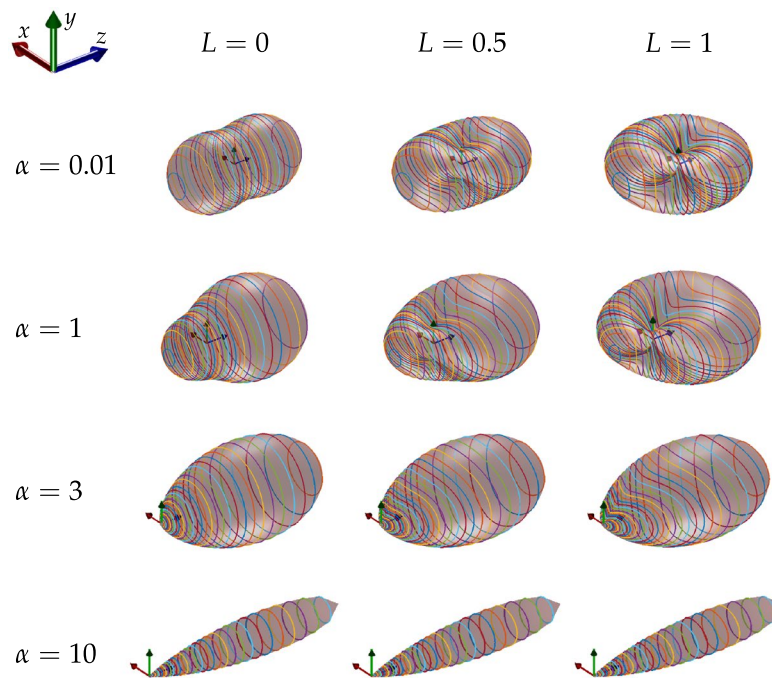 x y z L = 0 L = 0.5 L = 1
α = 0.01
α = 1
α = 3
α = 10